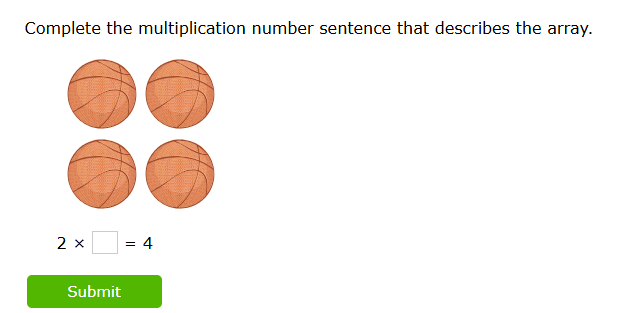 Complete the multiplication number sentence that describes the array.
2 × = 4
Submit